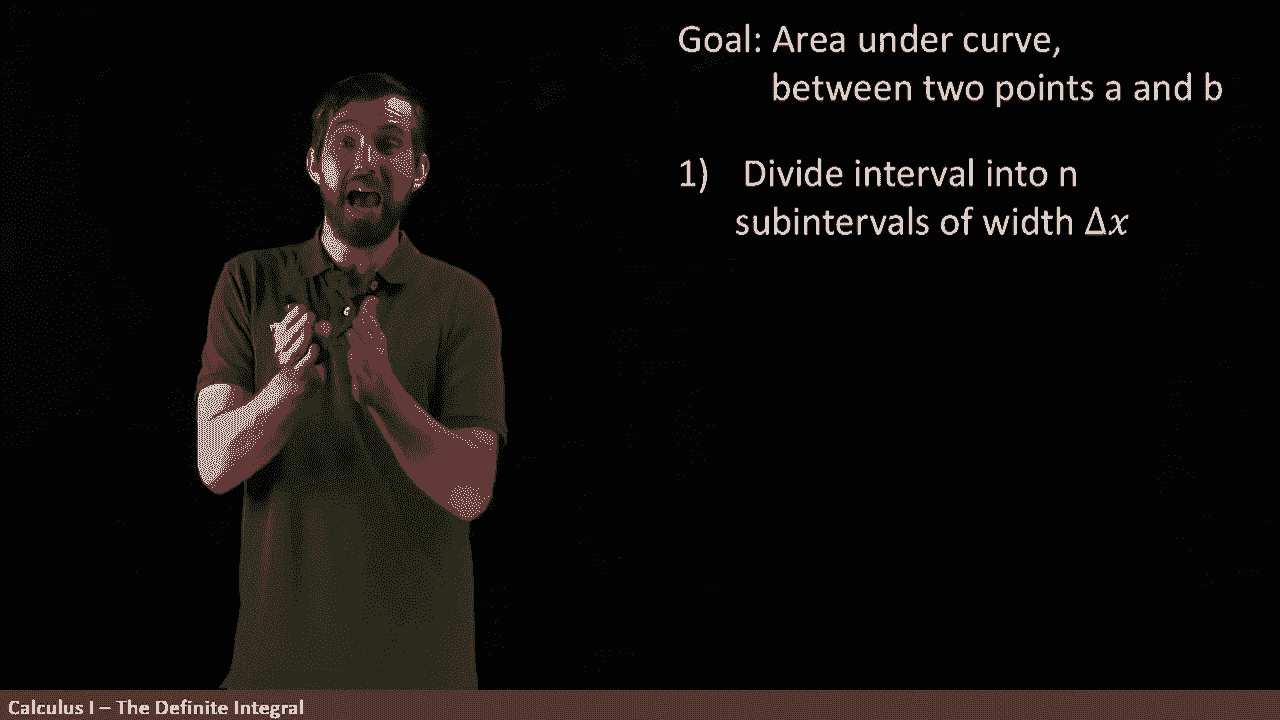 Goal: Area under curve,
between two points a and b
1) Divide interval into n
subintervals of width Δ𝑥
Calculus I – The Definite Integral